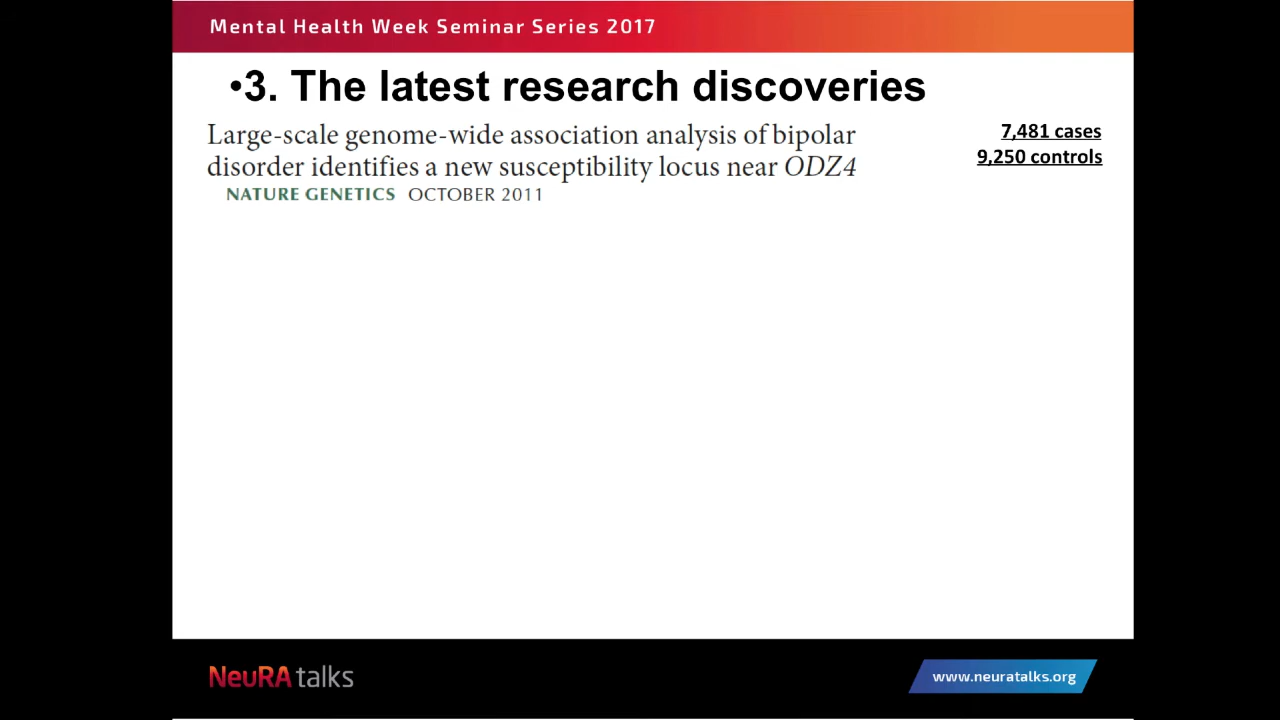 Mental Health Week Seminar Series 2017
•3. The latest research discoveries
Large-scale genome-wide association analysis of bipolar
disorder identifies a new susceptibility locus near ODZ4
NATURE GENETICS OCTOBER 2011
7,481 cases
9,250 controls
NeuRA talks
www.neuratalks.org